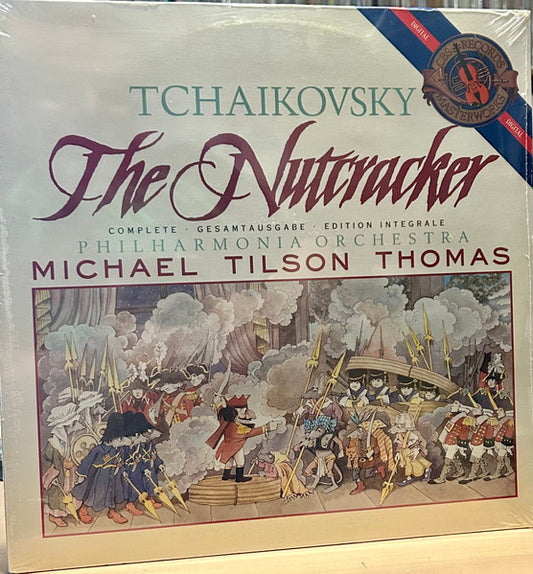 DIGITAL
CBS RECORDS
MASTERWORKS
DIGITAL
TCHAIKOVSKY
The Nutcracker
COMPLETE · GESAMTAUSGABE · EDITION INTEGRALE
PHILHARMONIA ORCHESTRA
MICHAEL TILSON THOMAS